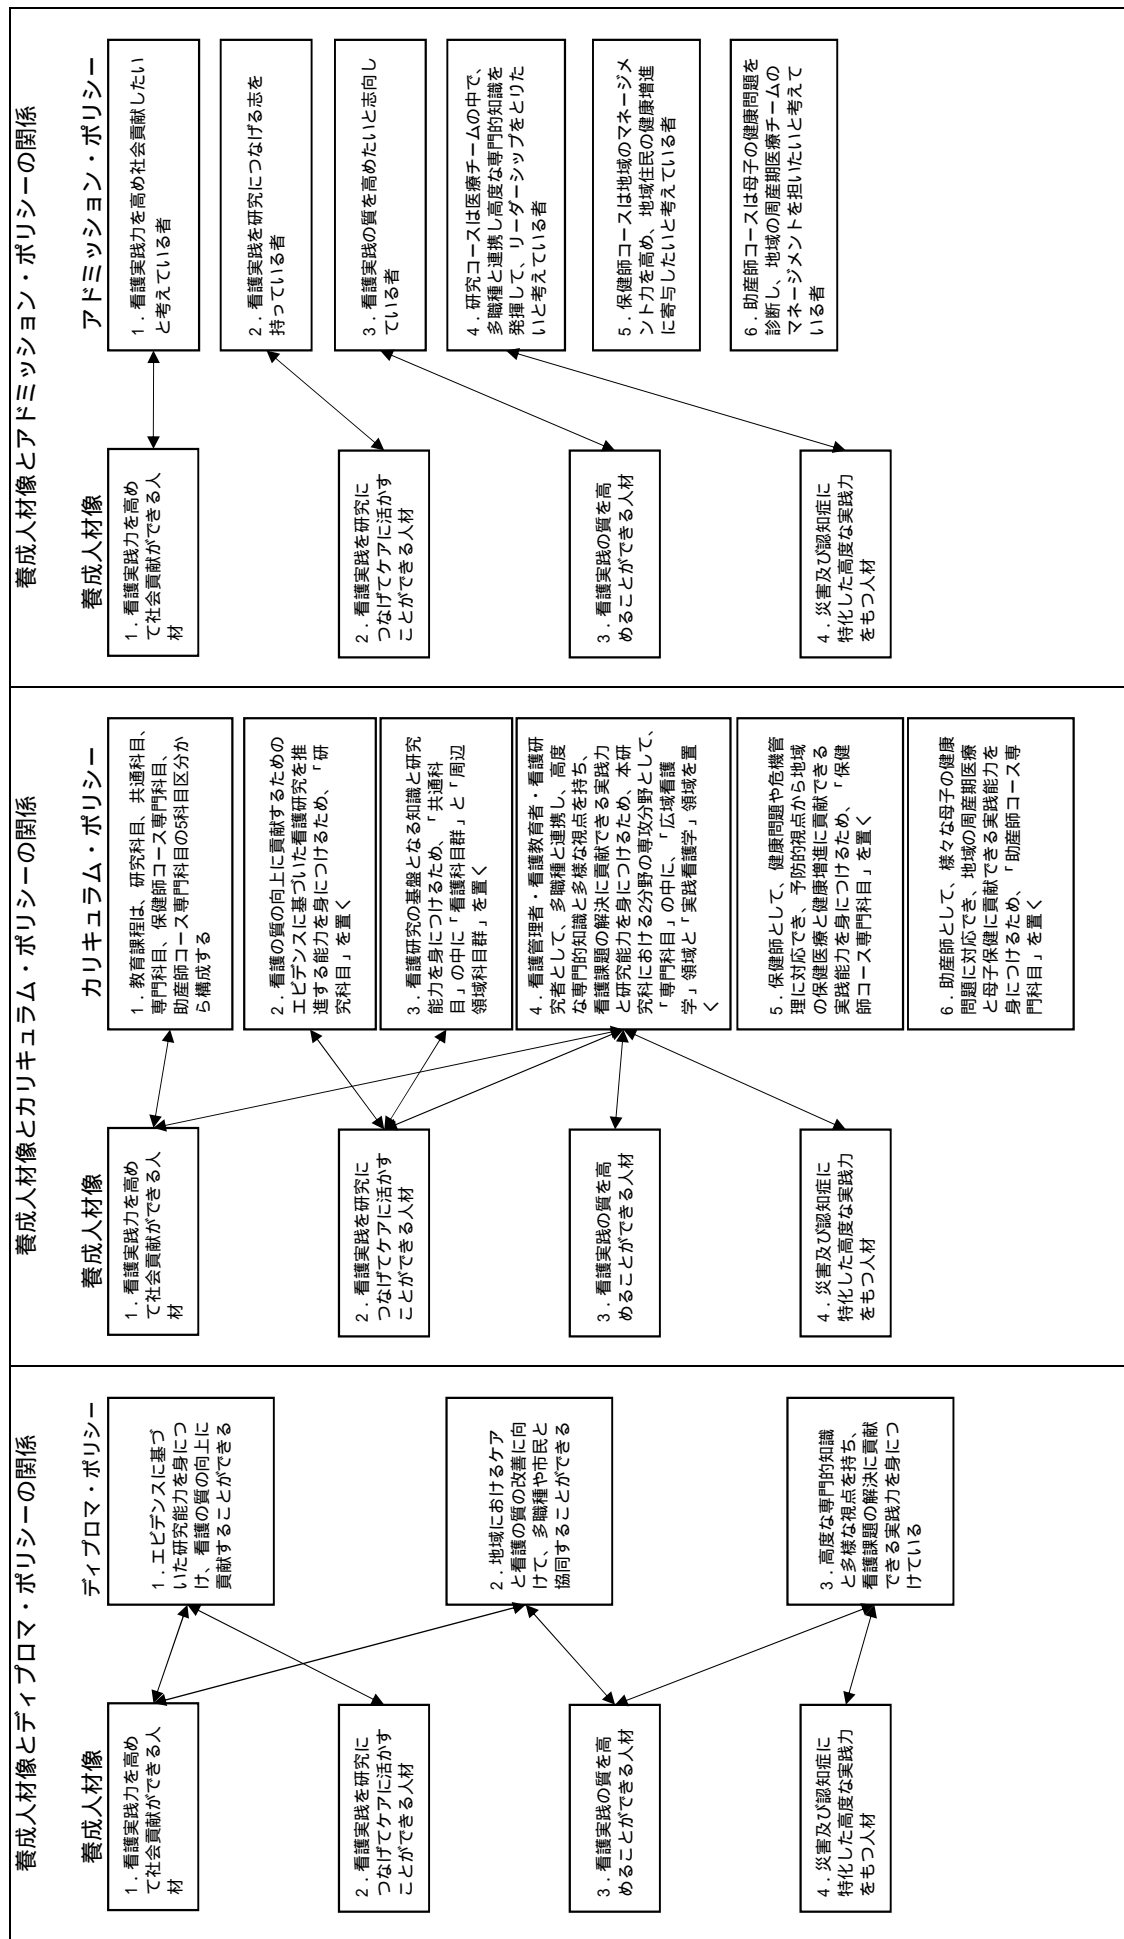 養成人材像とディプロマ・ポリシーの関係
養成人材像
ディプロマ・ポリシー
1．看護実践力を高め
て社会貢献ができる人
材
2．看護実践を研究に
つなげてケアに活かす
ことができる人材
3．看護実践の質を高
めることができる人材
4．災害及び認知症に
特化した高度な実践力
をもつ人材
1．エビデンスに基づ
いた研究能力を身につ
け、看護の質の向上に
貢献することができる
2．地域におけるケア
と看護の質の改善に向
けて、多職種や市民と
協同することができる
3．高度な専門的知識
と多様な視点を持ち、
看護課題の解決に貢献
できる実践力を身につ
けている
養成人材像とカリキュラム・ポリシーの関係
養成人材像
カリキュラム・ポリシー
1．看護実践力を高め
て社会貢献ができる人
材
2．看護実践を研究に
つなげてケアに活かす
ことができる人材
3．看護実践の質を高
めることができる人材
4．災害及び認知症に
特化した高度な実践力
をもつ人材
1．教育課程は、研究科目、共通科目、
専門科目、保健師コース専門科目、
助産師コース専門科目の5科目区分か
ら構成する
2．看護の質の向上に貢献するための
エビデンスに基づいた看護研究を推
進する能力を身につけるため、「研
究科目」を置く
3．看護研究の基盤となる知識と研究
能力を身につけるため、「共通科
目」の中に「看護科目群」と「周辺
領域科目群」を置く
4．看護管理者・看護教育者・看護研
究者として、多職種と連携し、高度
な専門的知識と多様な視点を持ち、
看護課題の解決に貢献できる実践力
と研究能力を身につけるため、本研
究科における2分野の専攻分野として、
「専門科目」の中に、「広域看護
学」領域と「実践看護学」領域を置
く
5．保健師として、健康問題や危機管
理に対応でき、予防的視点から地域
の保健医療と健康増進に貢献できる
実践能力を身につけるため、「保健
師コース専門科目」を置く
6．助産師として、様々な母子の健康
問題に対応でき、地域の周産期医療
と母子保健に貢献できる実践能力を
身につけるため、「助産師コース専
門科目」を置く
養成人材像とアドミッション・ポリシーの関係
養成人材像
アドミッション・ポリシー
1．看護実践力を高め
て社会貢献ができる人
材
2．看護実践を研究に
つなげてケアに活かす
ことができる人材
3．看護実践の質を高
めることができる人材
4．災害及び認知症に
特化した高度な実践力
をもつ人材
1．看護実践力を高め社会貢献したい
と考えている者
2．看護実践を研究につなげる志を
持っている者
3．看護実践の質を高めたいと志向し
ている者
4．研究コースは医療チームの中で、
多職種と連携し高度な専門的知識を
発揮して、リーダーシップをとりた
いと考えている者
5．保健師コースは地域のマネージメ
ント力を高め、地域住民の健康増進
に寄与したいと考えている者
6．助産師コースは母子の健康問題を
診断し、地域の周産期医療チームの
マネージメントを担いたいと考えて
いる者